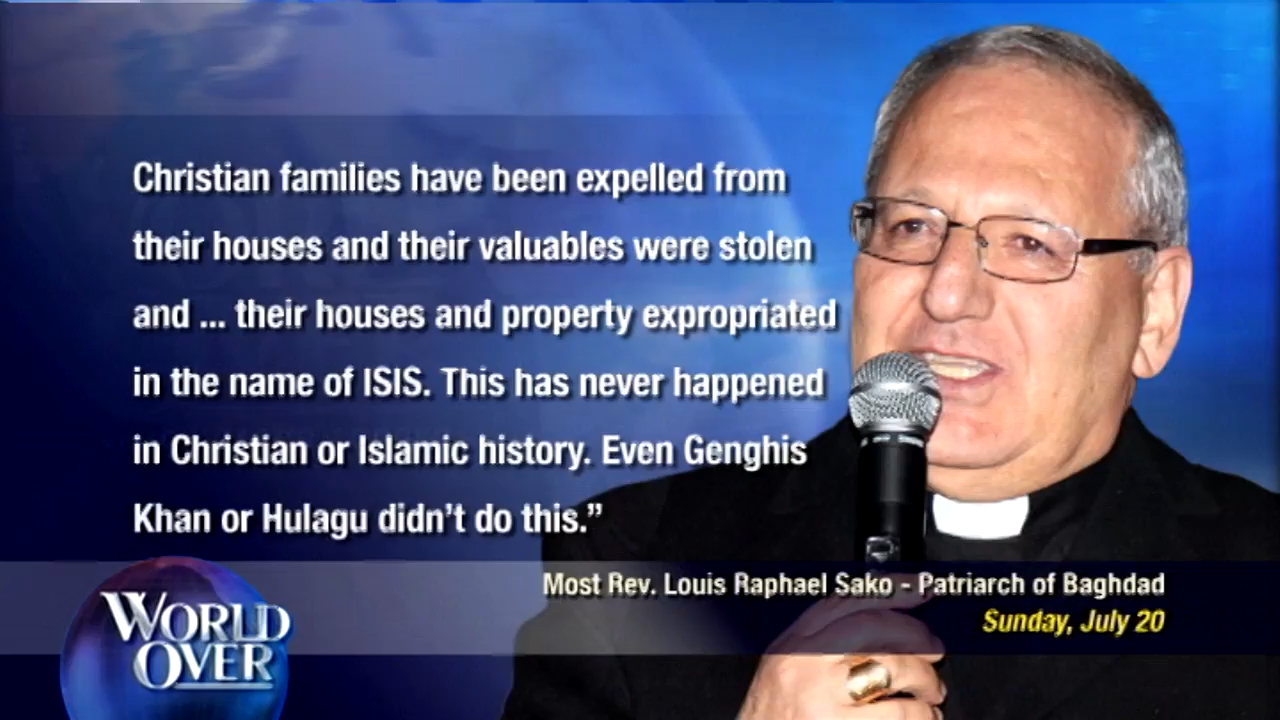 Christian families have been expelled from
their houses and their valuables were stolen
and ... their houses and property expropriated
in the name of ISIS. This has never happened
in Christian or Islamic history. Even Genghis
Khan or Hulagu didn't do this.”
Most Rev. Louis Raphael Sako - Patriarch of Baghdad
Sunday, July 20
WORLD
OVER